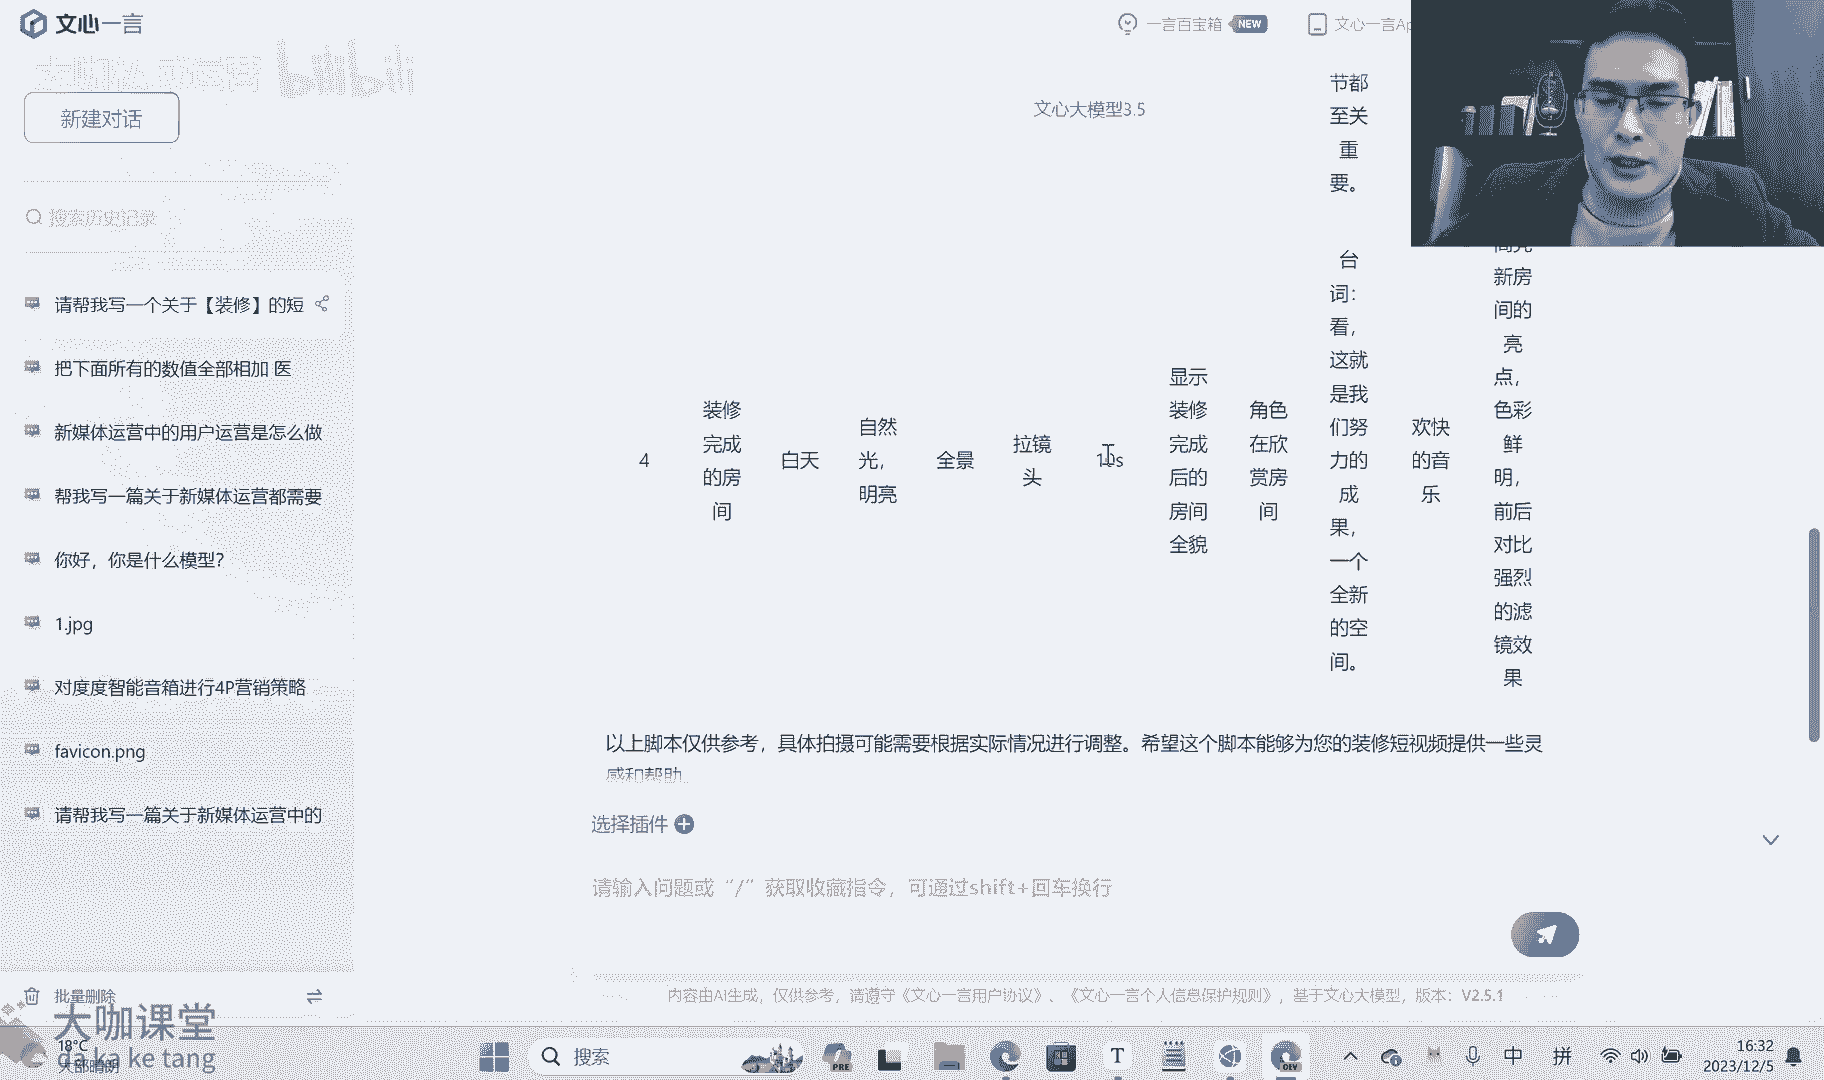 文心一言
一言百宝箱 NEW
文心一言Ap
bilibili
新建对话
文心大模型3.5
搜索历史记录
请帮我写一个关于【装修】的短
把下面所有的数值全部相加 医
新媒体运营中的用户运营是怎么做
帮我写一篇关于新媒体运营都需要
你好，你是什么模型？
1.jpg
对度度智能音箱进行4P营销策略
favicon.png
请帮我写一篇关于新媒体运营中的
批量删除
4
装修
完成
的房
间
白天
自然
光，
明亮
全景
拉镜
头
10s
显示
装修
完成
后的
房间
全貌
角色
在欣
赏房
间
节都
至关
重
要。
台
词：
看，
这就
是我
们努
力的
成
果，
一个
全新
的空
间。
欢快
的音
乐
新房
间的
亮
点，
色彩
鲜
明，
前后
对比
强烈
的滤
镜效
果
以上脚本仅供参考，具体拍摄可能需要根据实际情况进行调整。希望这个脚本能够为您的装修短视频提供一些灵
感和帮助。
选择插件
请输入问题或“/”获取收藏指令，可通过shift+回车换行
内容由AI生成，仅供参考，请遵守《文心一言用户协议》、《文心一言个人信息保护规则》，基于文心大模型，版本：V2.5.1
大咖课堂
da ka ke tang
18°C
大部晴朗
搜索
PRE
T
DEV
中
拼
16:32
2023/12/5